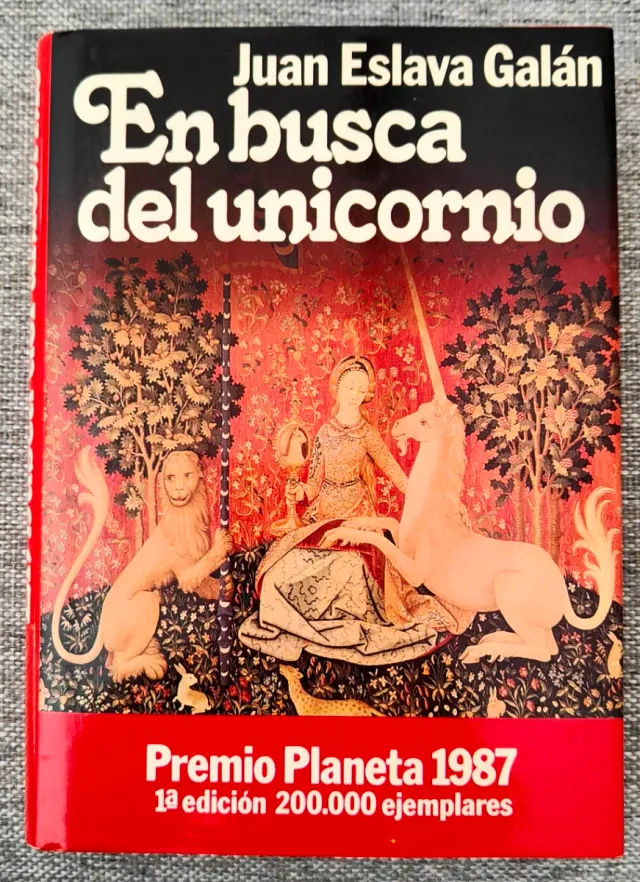 Juan Eslava Galán
En busca
del unicornio
Premio Planeta 1987
1ª edición 200.000 ejemplares